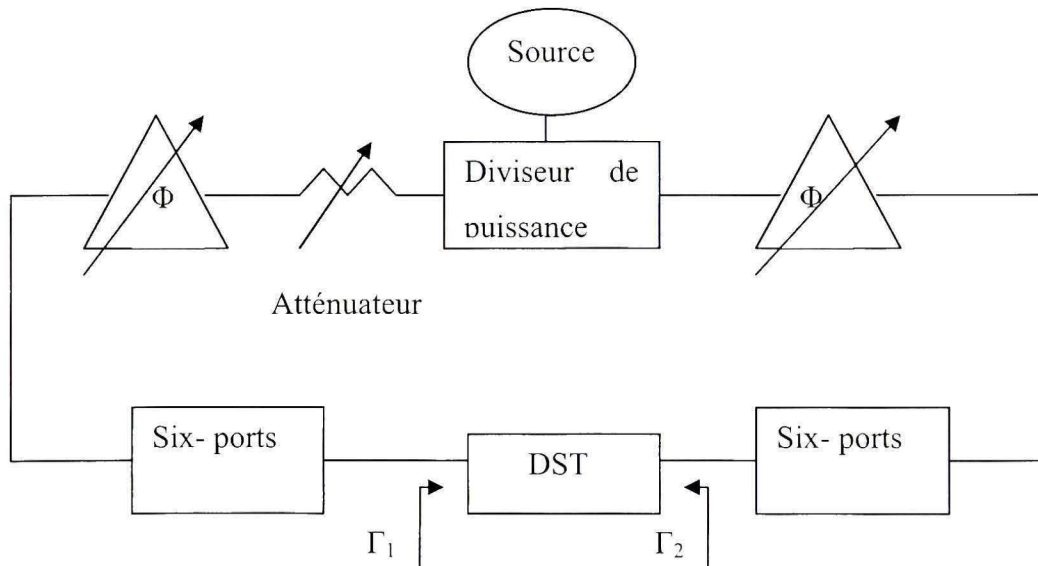 Source
Diviseur de
puissance
Φ
Φ
Atténuateur
Six- ports
DST
Six- ports
Γ1
Γ2